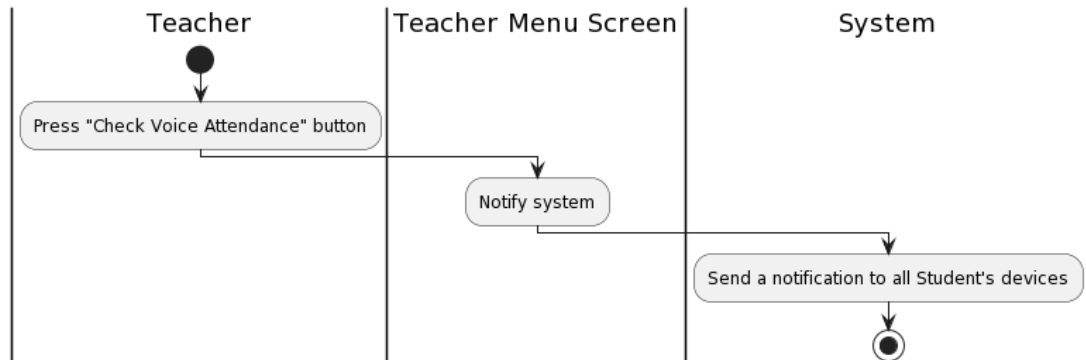 Teacher
Teacher Menu Screen
System
Press "Check Voice Attendance" button
Notify system
Send a notification to all Student's devices